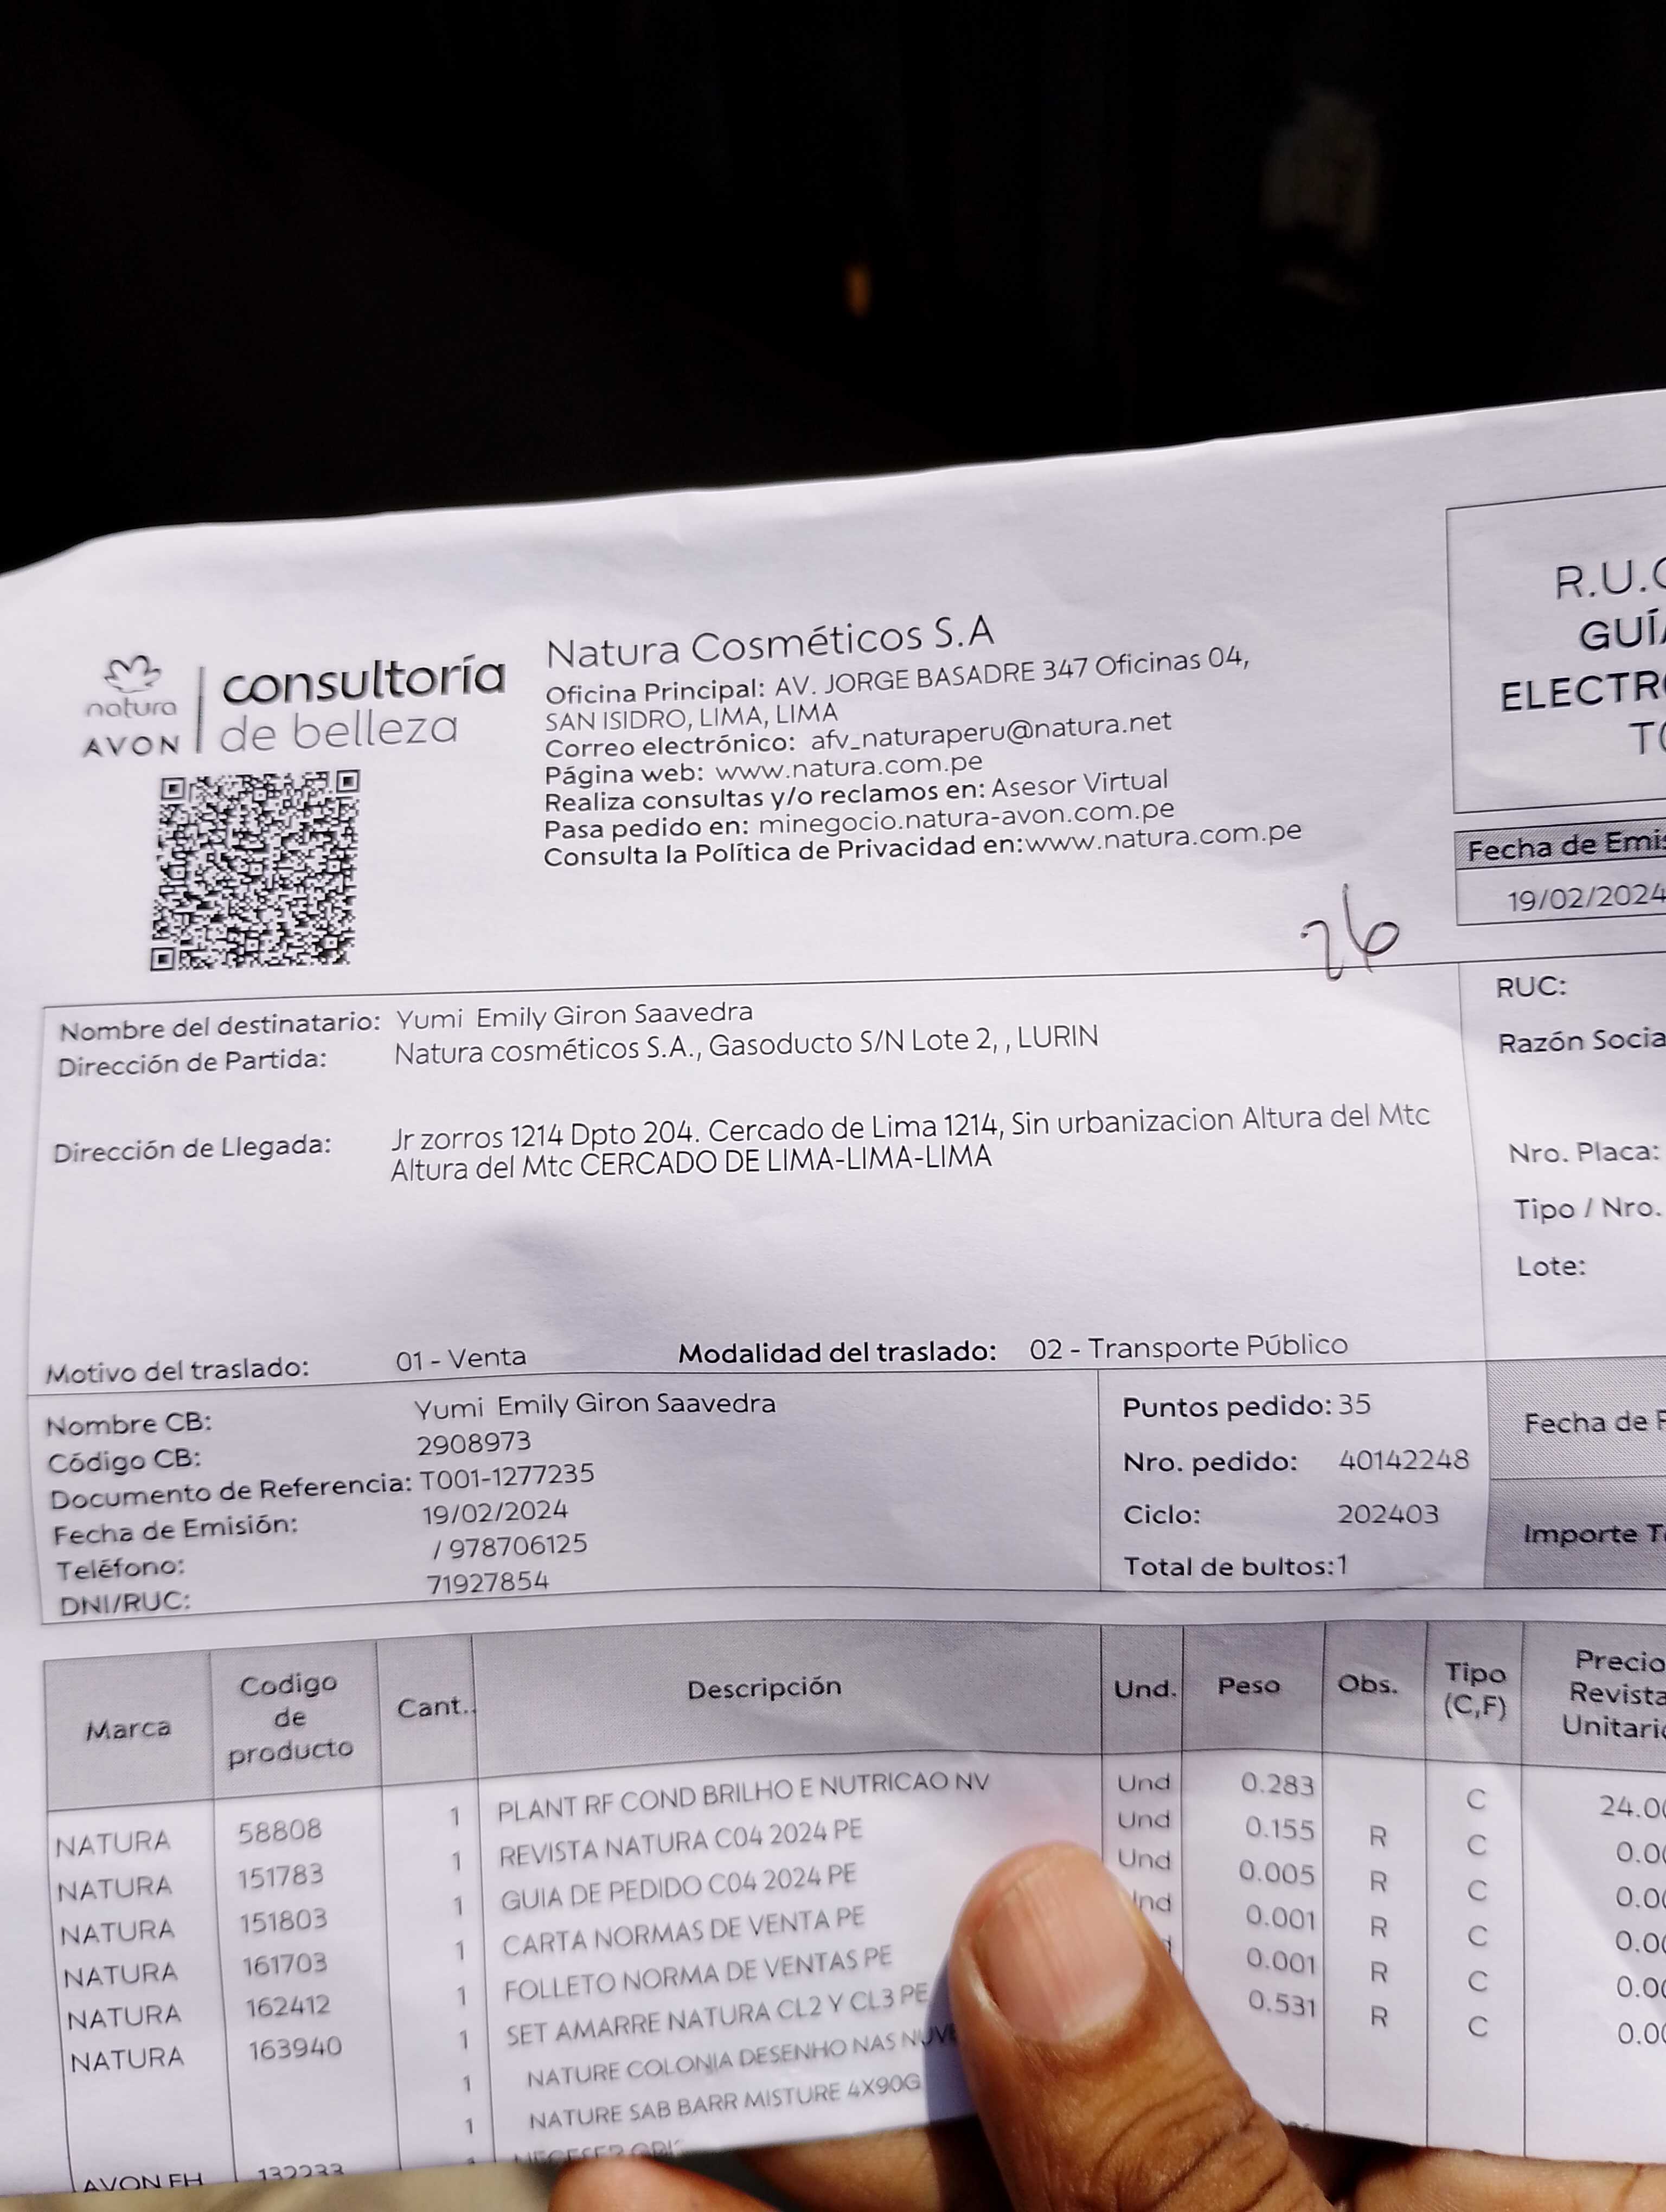 natura
AVON
consultoría
de belleza
Natura Cosméticos S.A
Oficina Principal: AV. JORGE BASADRE 347 Oficinas 04,
SAN ISIDRO, LIMA, LIMA
Correo electrónico: afv_naturaperu@natura.net
Página web: www.natura.com.pe
Realiza consultas y/o reclamos en: Asesor Virtual
Pasa pedido en: minegocio.natura-avon.com.pe
Consulta la Política de Privacidad en:www.natura.com.pe
26
R.U.C
GUÍA
ELECTRO
TO
Fecha de Emis
19/02/2024
Nombre del destinatario: Yumi Emily Giron Saavedra
Dirección de Partida: Natura cosméticos S.A., Gasoducto S/N Lote 2, , LURIN
Dirección de Llegada: Jr zorros 1214 Dpto 204. Cercado de Lima 1214, Sin urbanizacion Altura del Mtc
Altura del Mtc CERCADO DE LIMA-LIMA-LIMA
Motivo del traslado: 01 - Venta Modalidad del traslado: 02 - Transporte Público
RUC:
Razón Socia
Nro. Placa:
Tipo / Nro.
Lote:
Nombre CB: Yumi Emily Giron Saavedra
Código CB: 2908973
Documento de Referencia: T001-1277235
Fecha de Emisión: 19/02/2024
Teléfono: / 978706125
DNI/RUC: 71927854
Puntos pedido: 35
Nro. pedido: 40142248
Ciclo: 202403
Total de bultos:1
Fecha de
Importe T
Marca Codigo de producto Cant.. Descripción Und. Peso Obs. Tipo (C,F) Precio Revista Unitario
NATURA 58808 1 PLANT RF COND BRILHO E NUTRICAO NV Und 0.283 C 24.00
NATURA 151783 1 REVISTA NATURA C04 2024 PE Und 0.155 R C 0.00
NATURA 151803 1 GUIA DE PEDIDO C04 2024 PE Und 0.005 R C 0.00
NATURA 161703 1 CARTA NORMAS DE VENTA PE nd 0.001 R C 0.00
NATURA 162412 1 FOLLETO NORMA DE VENTAS PE 0.001 R C 0.00
NATURA 163940 1 SET AMARRE NATURA CL2 Y CL3 PE 0.531 R C 0.00
1 NATURE COLONIA DESENHO NAS NUVE
1 NATURE SAB BARR MISTURE 4X90G
AVON FH 132233 1 NECESER GRIS